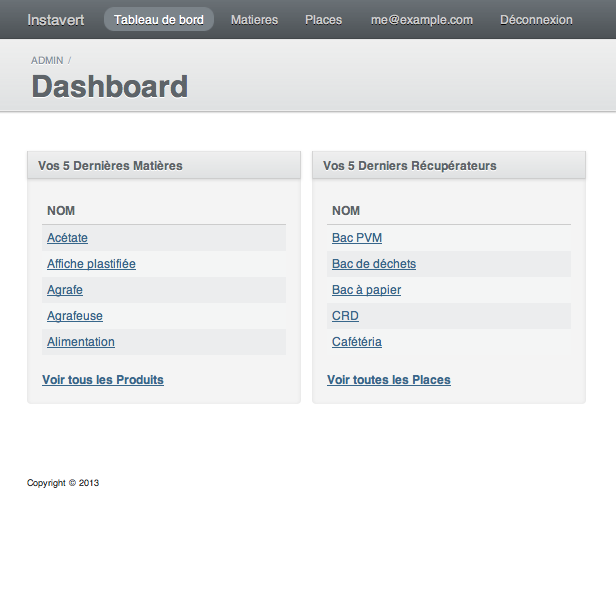 Instavert Tableau de bord Matieres Places me@example.com Déconnexion
ADMIN /
Dashboard
Vos 5 Dernières Matières
NOM
Acétate
Affiche plastifiée
Agrafe
Agrafeuse
Alimentation
Voir tous les Produits
Vos 5 Derniers Récupérateurs
NOM
Bac PVM
Bac de déchets
Bac à papier
CRD
Cafétéria
Voir toutes les Places
Copyright © 2013